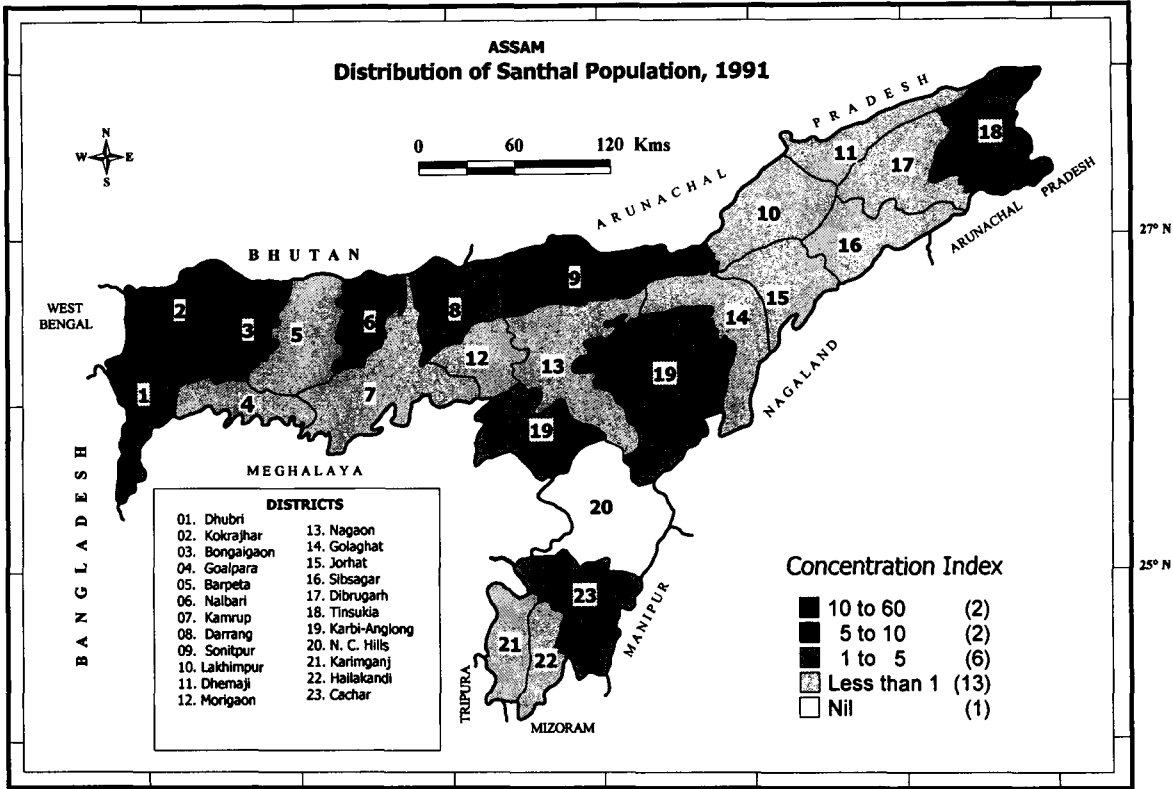 ASSAM
Distribution of Santhal Population, 1991
N
W E
S
0 60 120 Kms
ARUNACHAL PRADESH
BHUTAN
WEST
BENGAL
BANGLADESH
MEGHALAYA
NAGALAND
ARUNACHAL PRADESH
MANIPUR
TRIPURA
MIZORAM
27° N
25° N
18
11
17
10
16
9
2
8
3
5
6
15
14
12
13
19
1
7
4
19
20
23
21
22
DISTRICTS
01. Dhubri
02. Kokrajhar
03. Bongaigaon
04. Goalpara
05. Barpeta
06. Nalbari
07. Kamrup
08. Darrang
09. Sonitpur
10. Lakhimpur
11. Dhemaji
12. Morigaon
13. Nagaon
14. Golaghat
15. Jorhat
16. Sibsagar
17. Dibrugarh
18. Tinsukia
19. Karbi-Anglong
20. N. C. Hills
21. Karimganj
22. Hailakandi
23. Cachar
Concentration Index
10 to 60 (2)
5 to 10 (2)
1 to 5 (6)
Less than 1 (13)
Nil (1)